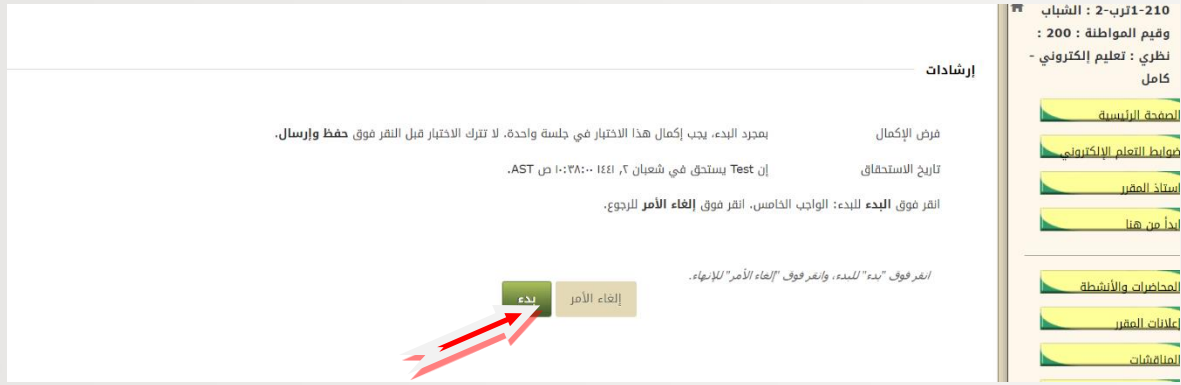 210-1ترب-2 : الشباب
وقيم المواطنة : 200 :
نظري : تعليم إلكتروني -
كامل
الصفحة الرئيسية
ضوابط التعلم الإلكتروني
استاذ المقرر
ابدأ من هنا
المحاضرات والأنشطة
إعلانات المقرر
المناقشات
إرشادات
فرض الإكمال بمجرد البدء، يجب إكمال هذا الاختبار في جلسة واحدة. لا تترك الاختبار قبل النقر فوق حفظ وإرسال.
تاريخ الاستحقاق إن Test يستحق في شعبان ٢, ١٤٤١ ١٠:٣٨:٠٠ ص AST.
انقر فوق البدء للبدء: الواجب الخامس. انقر فوق إلغاء الأمر للرجوع.
انقر فوق "بدء" للبدء، وانقر فوق "إلغاء الأمر" للإنهاء.
إلغاء الأمر بدء